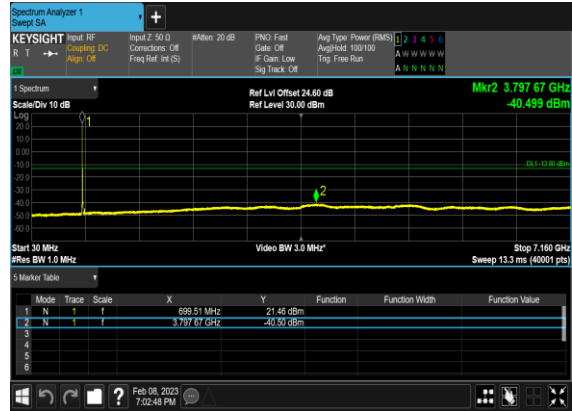 Spectrum Analyzer 1
Swept SA
+
KEYSIGHT Input: RF Input Z: 50 Ω #Atten: 20 dB PNO: Fast Avg Type: Power (RMS) 1 2 3 4 5 6
R T Coupling: DC Corrections: Off Gate: Off Avg|Hold: 100/100 A W W W W W
Align: Off Freq Ref: Int (S) IF Gain: Low Trig: Free Run
Sig Track: Off A N N N N N
1 Spectrum Ref Lvl Offset 24.60 dB Mkr2 3.797 67 GHz
Scale/Div 10 dB Ref Level 30.00 dBm -40.499 dBm
Log
1
20.0
10.0
0.00
-10.0 DL1 -13.00 dBm
-20.0
-30.0 2
-40.0
-50.0
-60.0
Start 30 MHz Video BW 3.0 MHz* Stop 7.160 GHz
#Res BW 1.0 MHz Sweep 13.3 ms (40001 pts)
5 Marker Table
Mode Trace Scale X Y Function Function Width Function Value
1 N 1 f 699.51 MHz 21.46 dBm
2 N 1 f 3.797 67 GHz -40.50 dBm
3
4
5
6
? Feb 08, 2023
7:02:48 PM